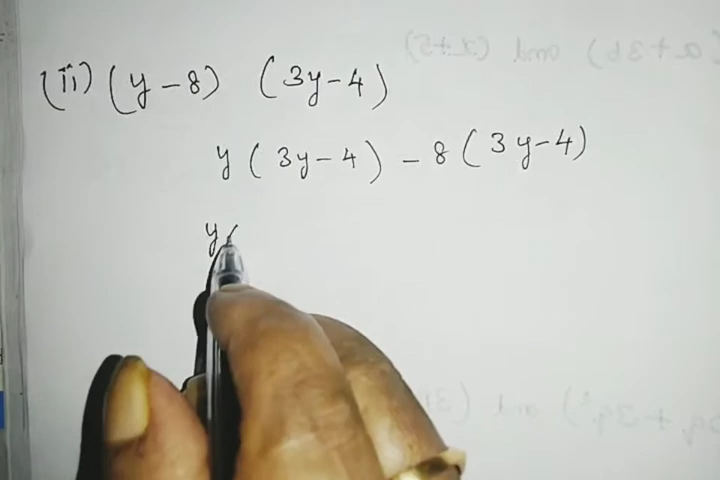 (ii) (y - 8) (3y - 4)
y (3y - 4) - 8 (3y - 4)
y